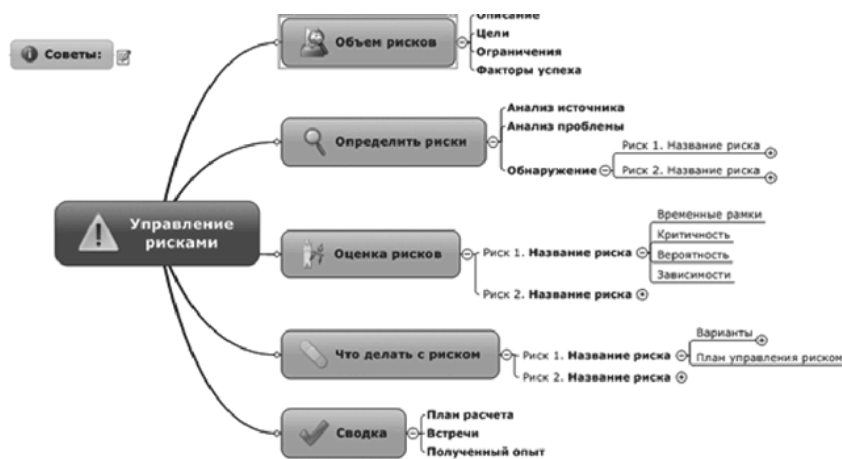 Советы:
Управление
рисками
Объем рисков
Описание
Цели
Ограничения
Факторы успеха
Определить риски
Анализ источника
Анализ проблемы
Обнаружение
Риск 1. Название риска
Риск 2. Название риска
Оценка рисков
Риск 1. Название риска
Временные рамки
Критичность
Вероятность
Зависимости
Риск 2. Название риска
Что делать с риском
Риск 1. Название риска
Варианты
План управления риском
Риск 2. Название риска
Сводка
План расчета
Встречи
Полученный опыт